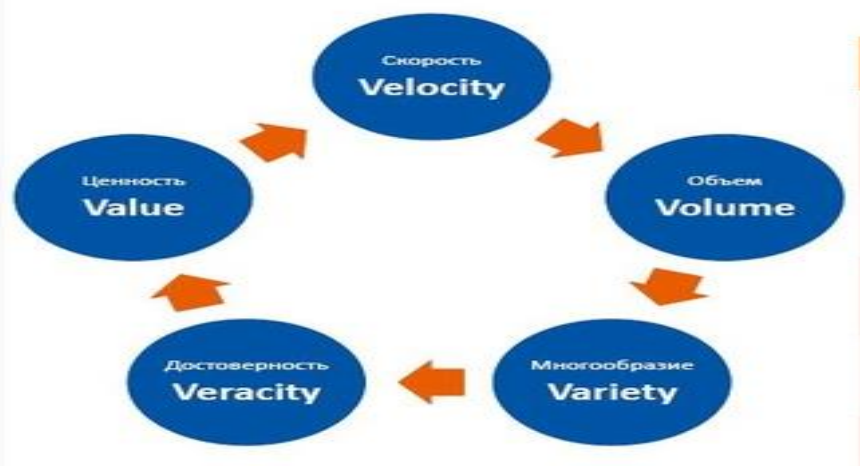 Скорость
Velocity
Объем
Volume
Многообразие
Variety
Достоверность
Veracity
Ценность
Value